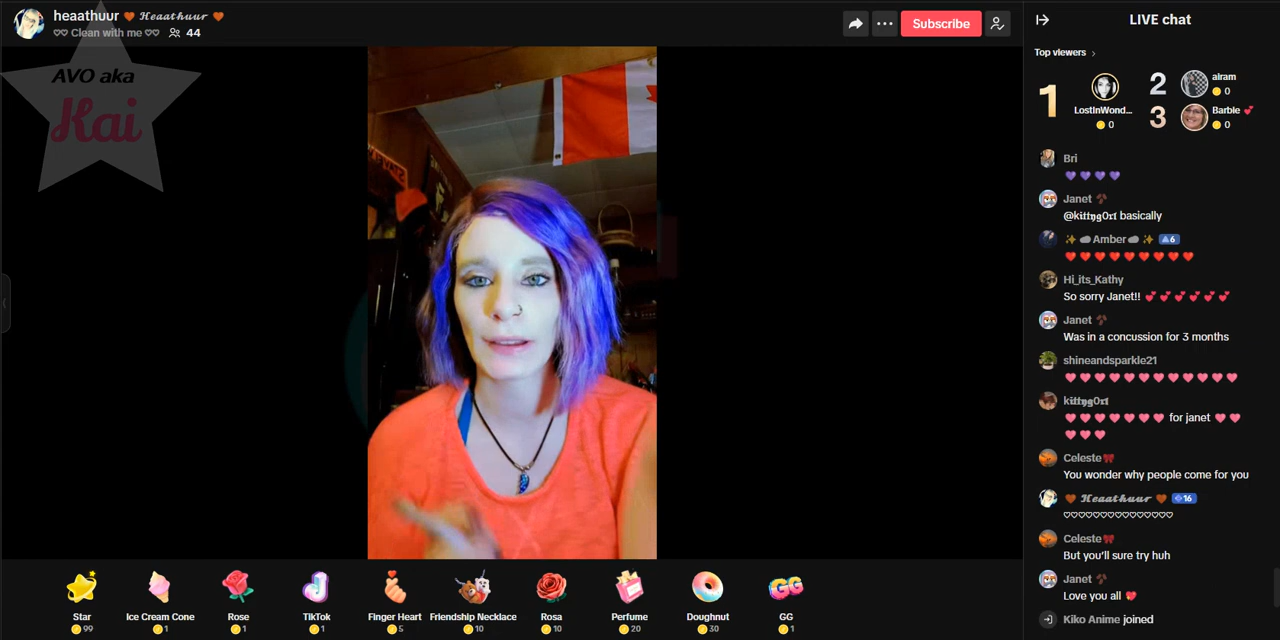 heaathuur 🧡 𝓗𝓮𝓪𝓪𝓽𝓱𝓾𝓾𝓻 🧡
♡♡ Clean with me ♡♡ 44
Subscribe
AVO aka
Kai
LIVE chat
Top viewers >
1
LostInWond...
0
2
alram
0
3
Barbie 💕
0
Bri
💜 💜 💜 💜
Janet
@𝖐𝖎𝖙𝖙𝖓𝖌0𝖗𝖎 basically
✨ ☁Amber☁ ✨ 6
❤️ ❤️ ❤️ ❤️ ❤️ ❤️ ❤️ ❤️ ❤️
Hi_its_Kathy
So sorry Janet!! 💕 💕 💕 💕 💕 💕
Janet
Was in a concussion for 3 months
shineandsparkle21
🩷 🩷 🩷 🩷 🩷 🩷 🩷 🩷 🩷 🩷 🩷 🩷
𝖐𝖎𝖙𝖙𝖓𝖌0𝖗𝖎
🩷 🩷 🩷 🩷 🩷 🩷 🩷 for janet 🩷 🩷
🩷 🩷 🩷
Celeste🎀
You wonder why people come for you
🧡 𝓗𝓮𝓪𝓪𝓽𝓱𝓾𝓾𝓻 🧡 16
♡♡♡♡♡♡♡♡♡♡♡♡♡♡♡
Celeste🎀
But you'll sure try huh
Janet
Love you all 💖
Kiko Anime joined
Star
99
Ice Cream Cone
1
Rose
1
TikTok
1
Finger Heart
5
Friendship Necklace
10
Rosa
10
Perfume
20
Doughnut
30
GG
GG
1